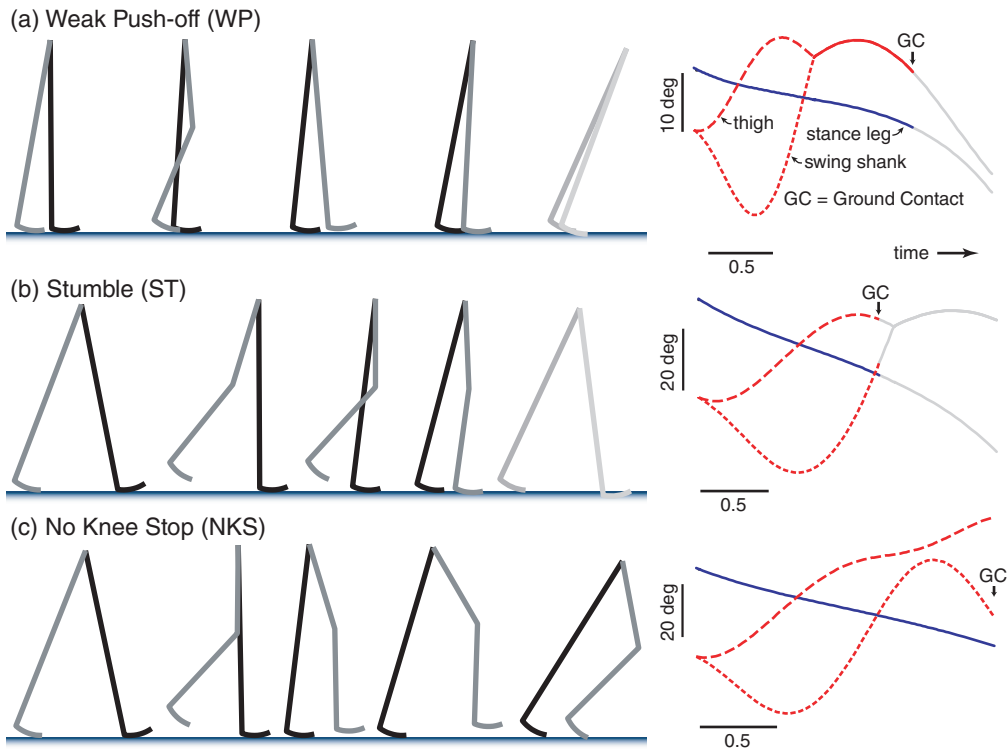 (a) Weak Push-off (WP)
GC
10 deg
thigh
stance leg
swing shank
GC = Ground Contact
0.5
time
(b) Stumble (ST)
GC
20 deg
0.5
(c) No Knee Stop (NKS)
GC
20 deg
0.5